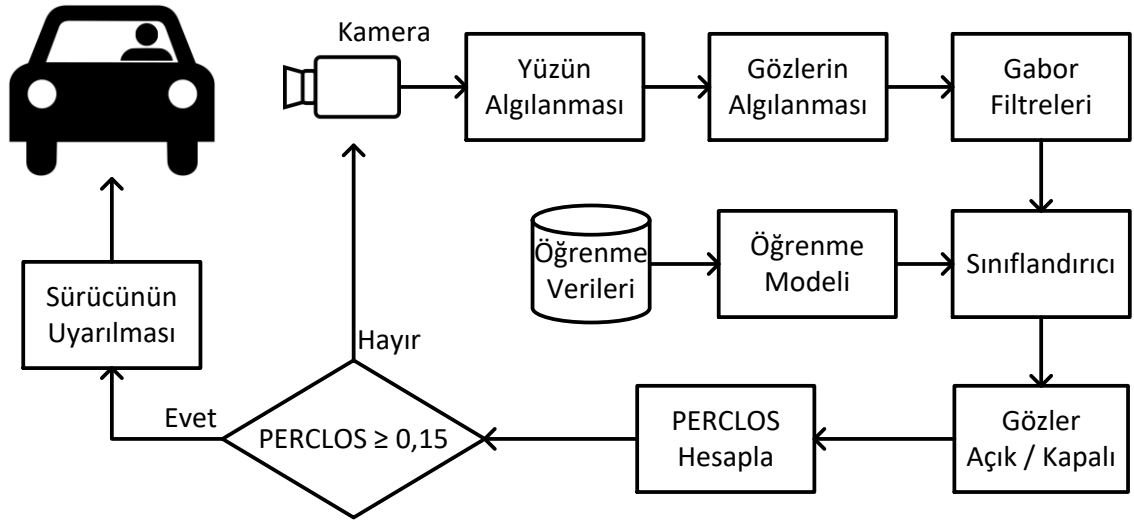 Kamera
Yüzün
Algılanması
Gözlerin
Algılanması
Gabor
Filtreleri
Öğrenme
Verileri
Öğrenme
Modeli
Sınıflandırıcı
Sürücünün
Uyarılması
Hayır
Evet
PERCLOS ≥ 0,15
PERCLOS
Hesapla
Gözler
Açık / Kapalı